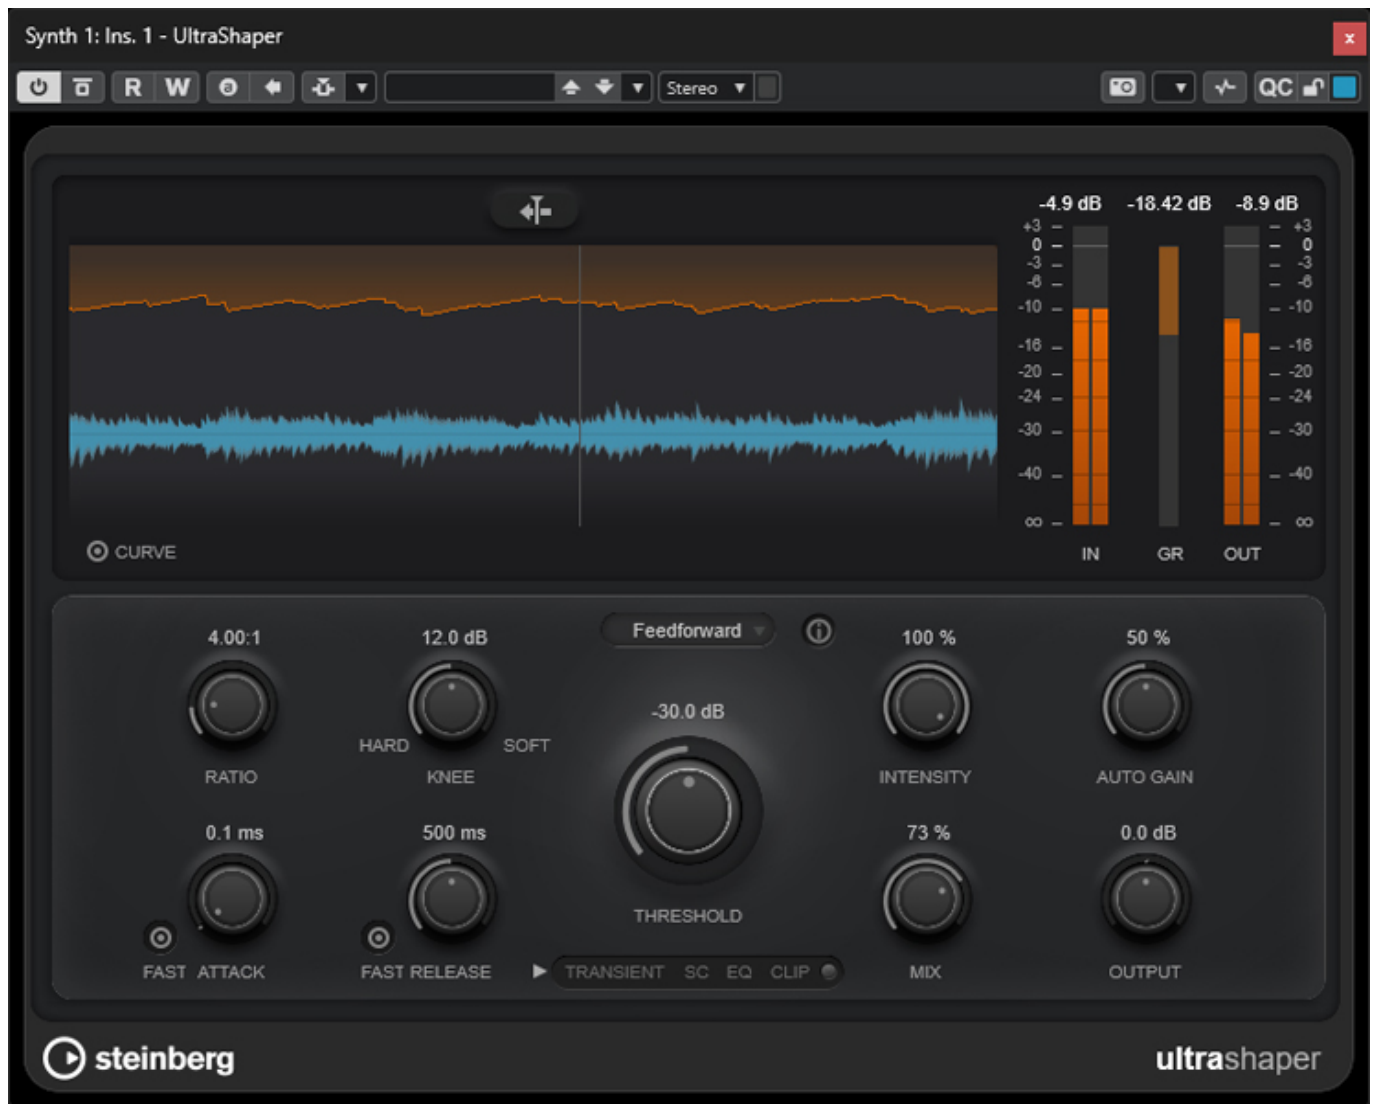 Synth 1: Ins. 1 - UltraShaper
x
R W a Stereo QC
-4.9 dB -18.42 dB -8.9 dB
+3 +3
0 0
-3 -3
-6 -6
-10 -10
-16 -16
-20 -20
-24 -24
-30 -30
-40 -40
∞ ∞
CURVE IN GR OUT
4.00:1 12.0 dB Feedforward 100 % 50 %
-30.0 dB
HARD SOFT
RATIO KNEE INTENSITY AUTO GAIN
0.1 ms 500 ms 73 % 0.0 dB
THRESHOLD
FAST ATTACK FAST RELEASE TRANSIENT SC EQ CLIP MIX OUTPUT
steinberg ultrashaper